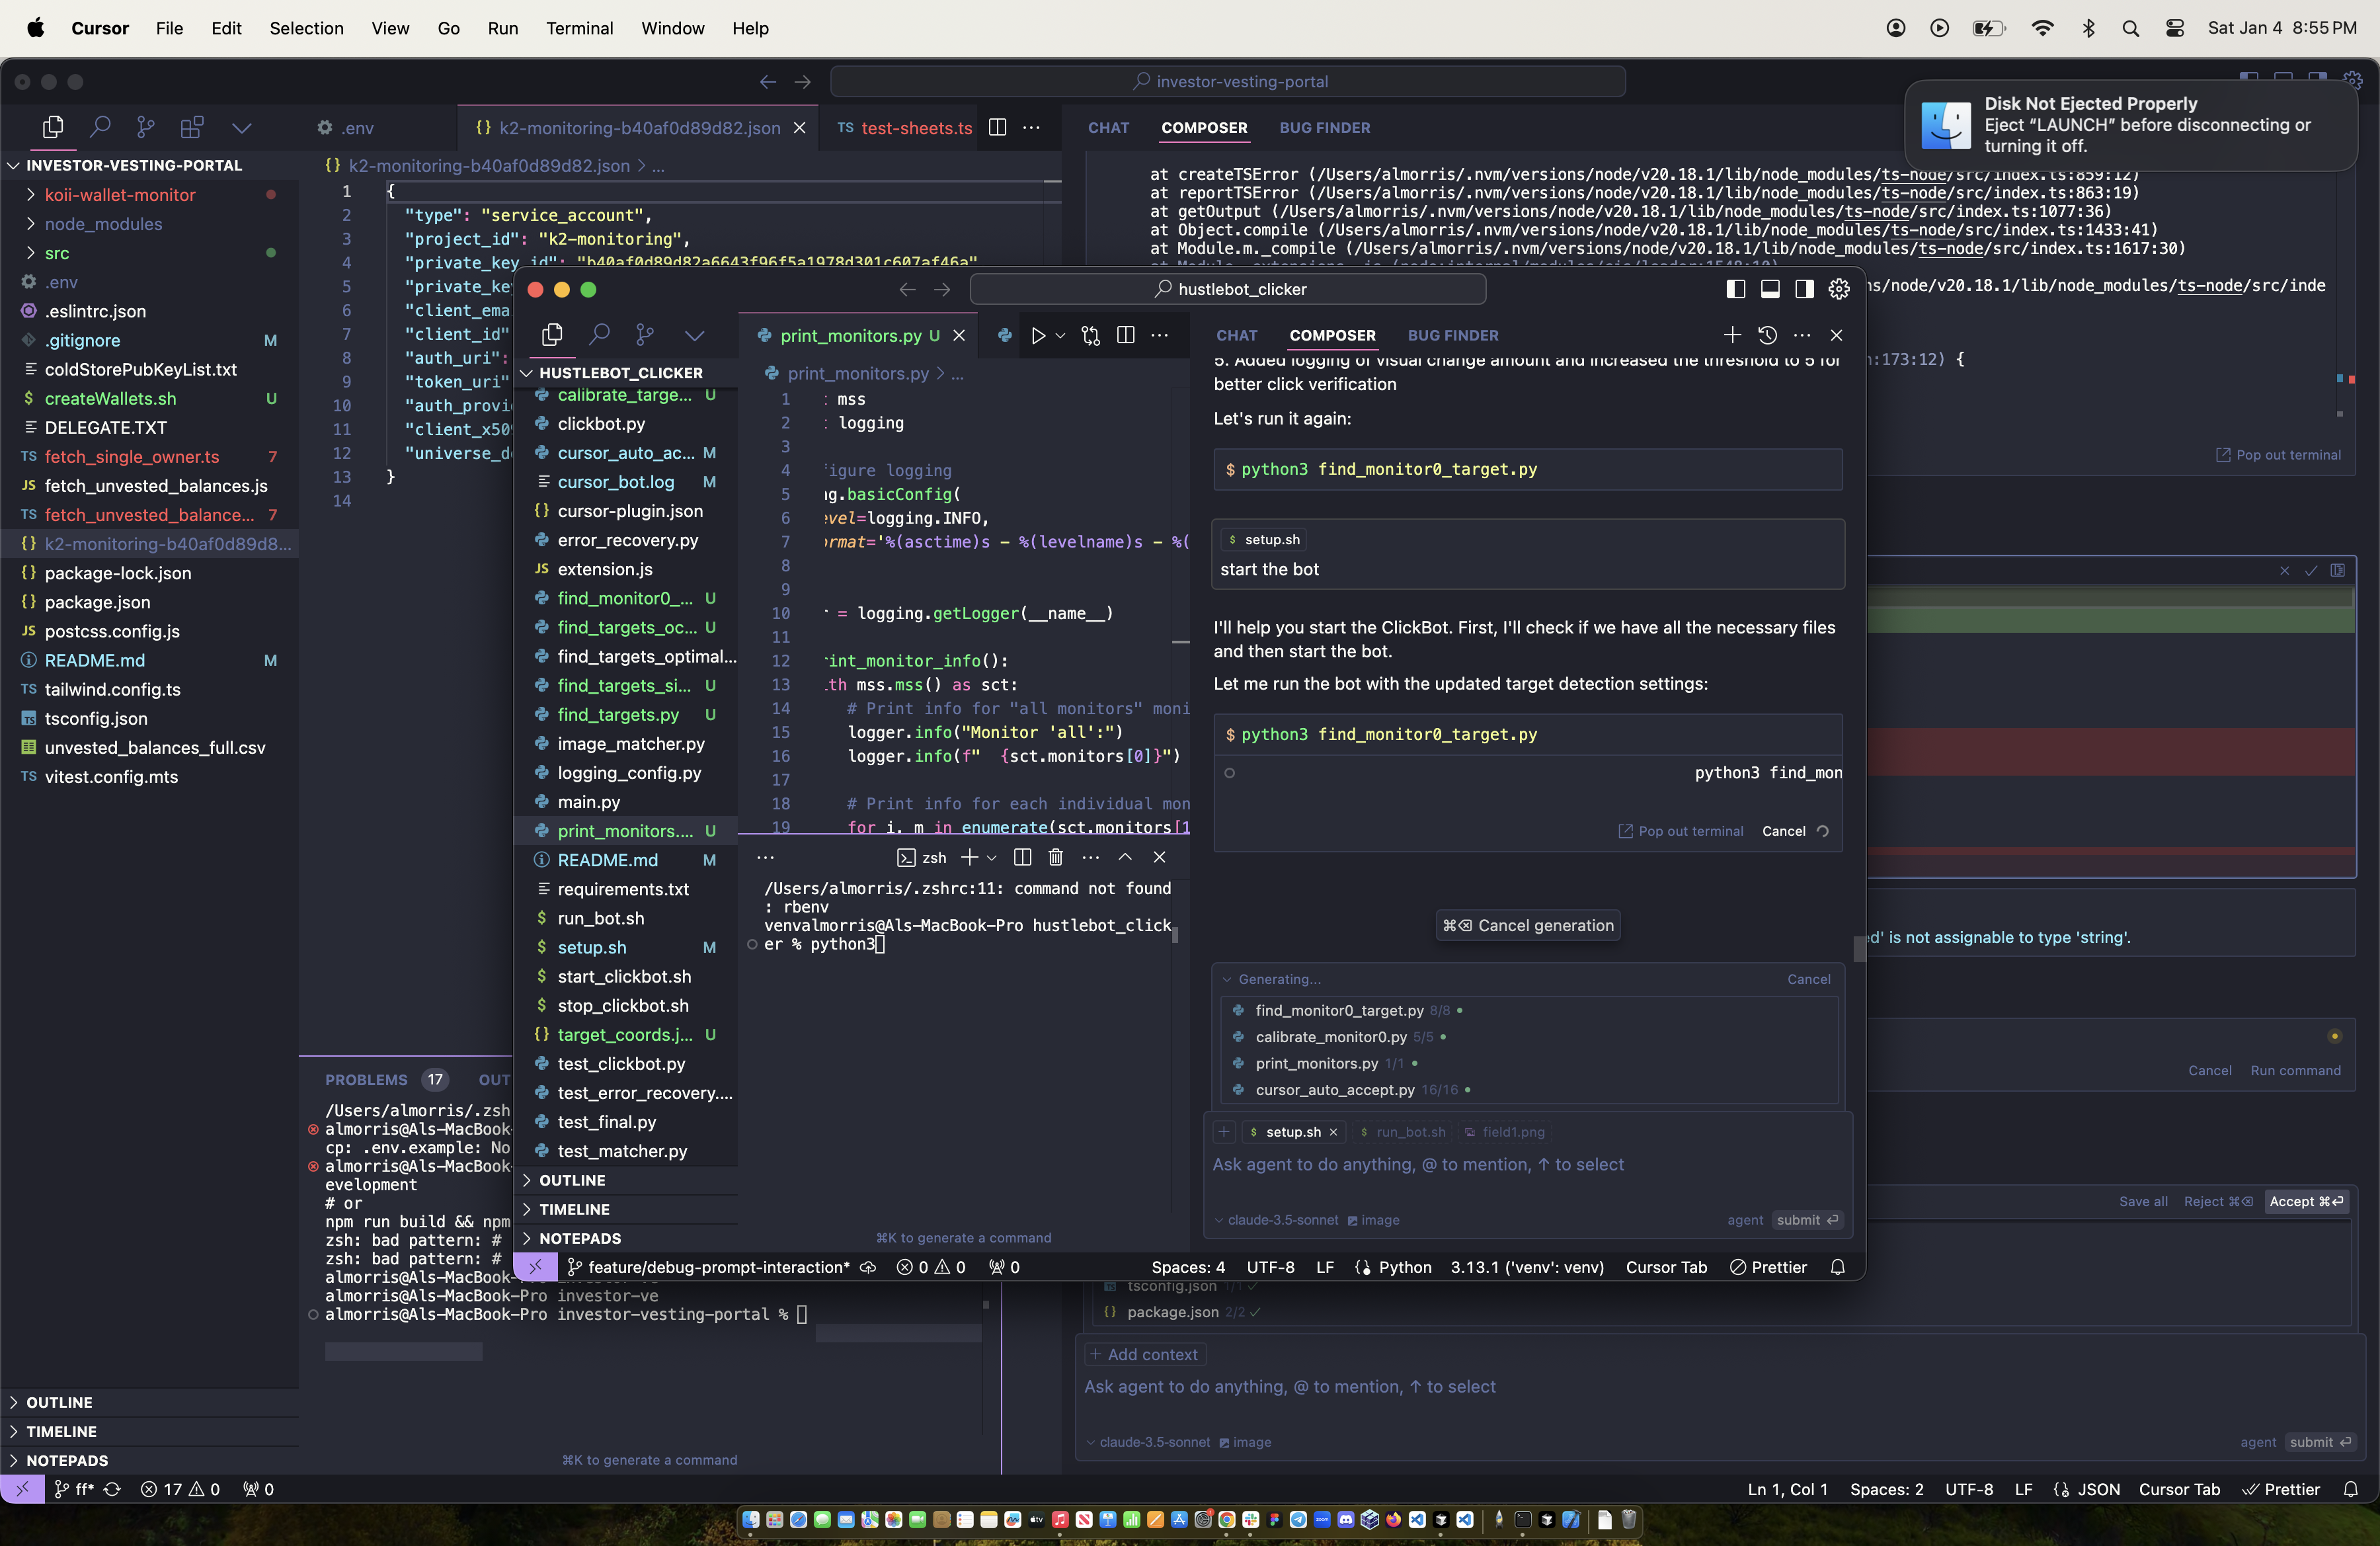 Cursor File Edit Selection View Go Run Terminal Window Help
Sat Jan 4 8:55 PM
investor-vesting-portal
Disk Not Ejected Properly
Eject “LAUNCH” before disconnecting or
turning it off.
.env
{} k2-monitoring-b40af0d89d82.json
TS test-sheets.ts
CHAT COMPOSER BUG FINDER
INVESTOR-VESTING-PORTAL
koii-wallet-monitor
node_modules
src
.env
.eslintrc.json
.gitignore M
coldStorePubKeyList.txt
$ createWallets.sh U
DELEGATE.TXT
TS fetch_single_owner.ts 7
JS fetch_unvested_balances.js
TS fetch_unvested_balance... 7
{} k2-monitoring-b40af0d89d8...
{} package-lock.json
{} package.json
JS postcss.config.js
README.md M
TS tailwind.config.ts
TS tsconfig.json
unvested_balances_full.csv
TS vitest.config.mts
OUTLINE
TIMELINE
NOTEPADS
{} k2-monitoring-b40af0d89d82.json > ...
1 {
2 "type": "service_account",
3 "project_id": "k2-monitoring",
4 "private_key_id": "b40af0d89d82a6643f96f5a1978d301c607af46a"
5 "private_key
6 "client_ema
7 "client_id"
8 "auth_uri":
9 "token_uri"
10 "auth_provi
11 "client_x509
12 "universe_do
13 }
14
at createTSError (/Users/almorris/.nvm/versions/node/v20.18.1/lib/node_modules/ts-node/src/index.ts:859:12)
at reportTSError (/Users/almorris/.nvm/versions/node/v20.18.1/lib/node_modules/ts-node/src/index.ts:863:19)
at getOutput (/Users/almorris/.nvm/versions/node/v20.18.1/lib/node_modules/ts-node/src/index.ts:1077:36)
at Object.compile (/Users/almorris/.nvm/versions/node/v20.18.1/lib/node_modules/ts-node/src/index.ts:1433:41)
at Module.m._compile (/Users/almorris/.nvm/versions/node/v20.18.1/lib/node_modules/ts-node/src/index.ts:1617:30)
ns/node/v20.18.1/lib/node_modules/ts-node/src/inde
n:173:12) {
Pop out terminal
ed' is not assignable to type 'string'.
Cancel Run command
Save all Reject ⌘⌫ Accept ⌘⏎
tsconfig.json 1/1 ✓
{} package.json 2/2 ✓
+ Add context
Ask agent to do anything, @ to mention, ↑ to select
claude-3.5-sonnet image
agent submit ⏎
PROBLEMS 17 OUT
/Users/almorris/.zsh
almorris@Als-MacBook-
cp: .env.example: No
almorris@Als-MacBook-
evelopment
# or
npm run build && npm
zsh: bad pattern: #
zsh: bad pattern: #
almorris@Als-MacBook-Pro investor-ve
almorris@Als-MacBook-Pro investor-ve
almorris@Als-MacBook-Pro investor-vesting-portal %
⌘K to generate a command
ff* 17 0 0
Ln 1, Col 1 Spaces: 2 UTF-8 LF JSON Cursor Tab Prettier
hustlebot_clicker
print_monitors.py U
CHAT COMPOSER BUG FINDER
HUSTLEBOT_CLICKER
calibrate_targe... U
clickbot.py
cursor_auto_ac... M
cursor_bot.log M
{} cursor-plugin.json
error_recovery.py
JS extension.js
find_monitor0_... U
find_targets_oc... U
find_targets_optimal...
find_targets_si... U
find_targets.py U
image_matcher.py
logging_config.py
main.py
print_monitors.... U
README.md M
requirements.txt
$ run_bot.sh
$ setup.sh M
$ start_clickbot.sh
$ stop_clickbot.sh
{} target_coords.j... U
test_clickbot.py
test_error_recovery....
test_final.py
test_matcher.py
OUTLINE
TIMELINE
NOTEPADS
print_monitors.py > ...
1 : mss
2 : logging
3
4 figure logging
5 ng.basicConfig(
6 evel=logging.INFO,
7 ormat='%(asctime)s - %(levelname)s - %(
8
9
10 r = logging.getLogger(__name__)
11
12 rint_monitor_info():
13 ith mss.mss() as sct:
14 # Print info for "all monitors" moni
15 logger.info("Monitor 'all':")
16 logger.info(f" {sct.monitors[0]}")
17
18 # Print info for each individual mon
19 for i, m in enumerate(sct.monitors[1
zsh
/Users/almorris/.zshrc:11: command not found
: rbenv
venvalmorris@Als-MacBook-Pro hustlebot_click
er % python3
⌘K to generate a command
5. Added logging of visual change amount and increased the threshold to 5 for
better click verification
Let's run it again:
$ python3 find_monitor0_target.py
$ setup.sh
start the bot
I'll help you start the ClickBot. First, I'll check if we have all the necessary files
and then start the bot.
Let me run the bot with the updated target detection settings:
$ python3 find_monitor0_target.py
python3 find_mon
Pop out terminal Cancel
⌘⌫ Cancel generation
Generating... Cancel
find_monitor0_target.py 8/8
calibrate_monitor0.py 5/5
print_monitors.py 1/1
cursor_auto_accept.py 16/16
+ $ setup.sh × $ run_bot.sh field1.png
Ask agent to do anything, @ to mention, ↑ to select
claude-3.5-sonnet image
agent submit ⏎
feature/debug-prompt-interaction* 0 0 0
Spaces: 4 UTF-8 LF Python 3.13.1 ('venv': venv) Cursor Tab Prettier